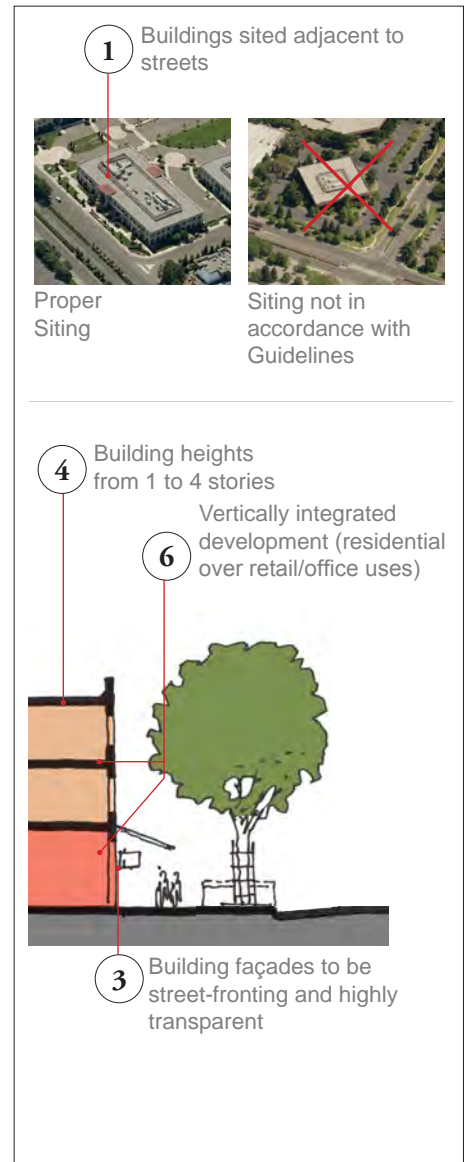 1
Buildings sited adjacent to
streets
Proper
Siting
Siting not in
accordance with
Guidelines
4
Building heights
from 1 to 4 stories
6
Vertically integrated
development (residential
over retail/office uses)
3
Building façades to be
street-fronting and highly
transparent